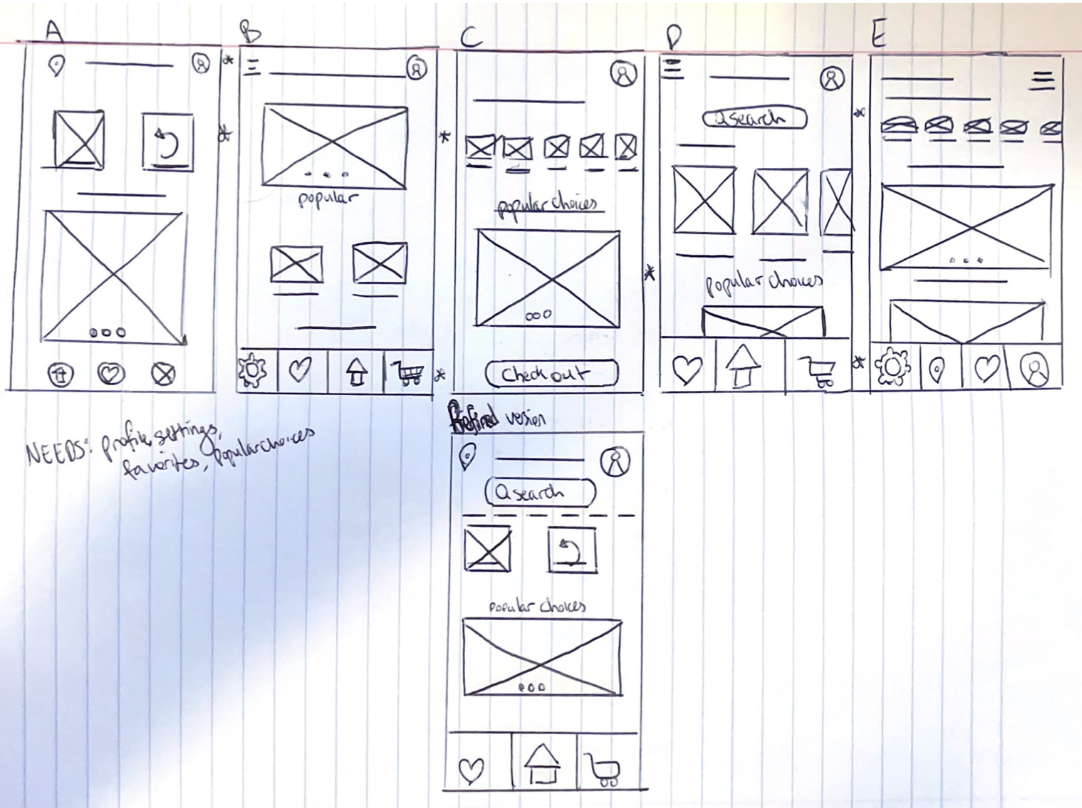 A B C D E
search
popular
popular choices
popular choices
Check out
Refined version
NEEDS: profile, settings,
favorites, popular choices
search
popular choices